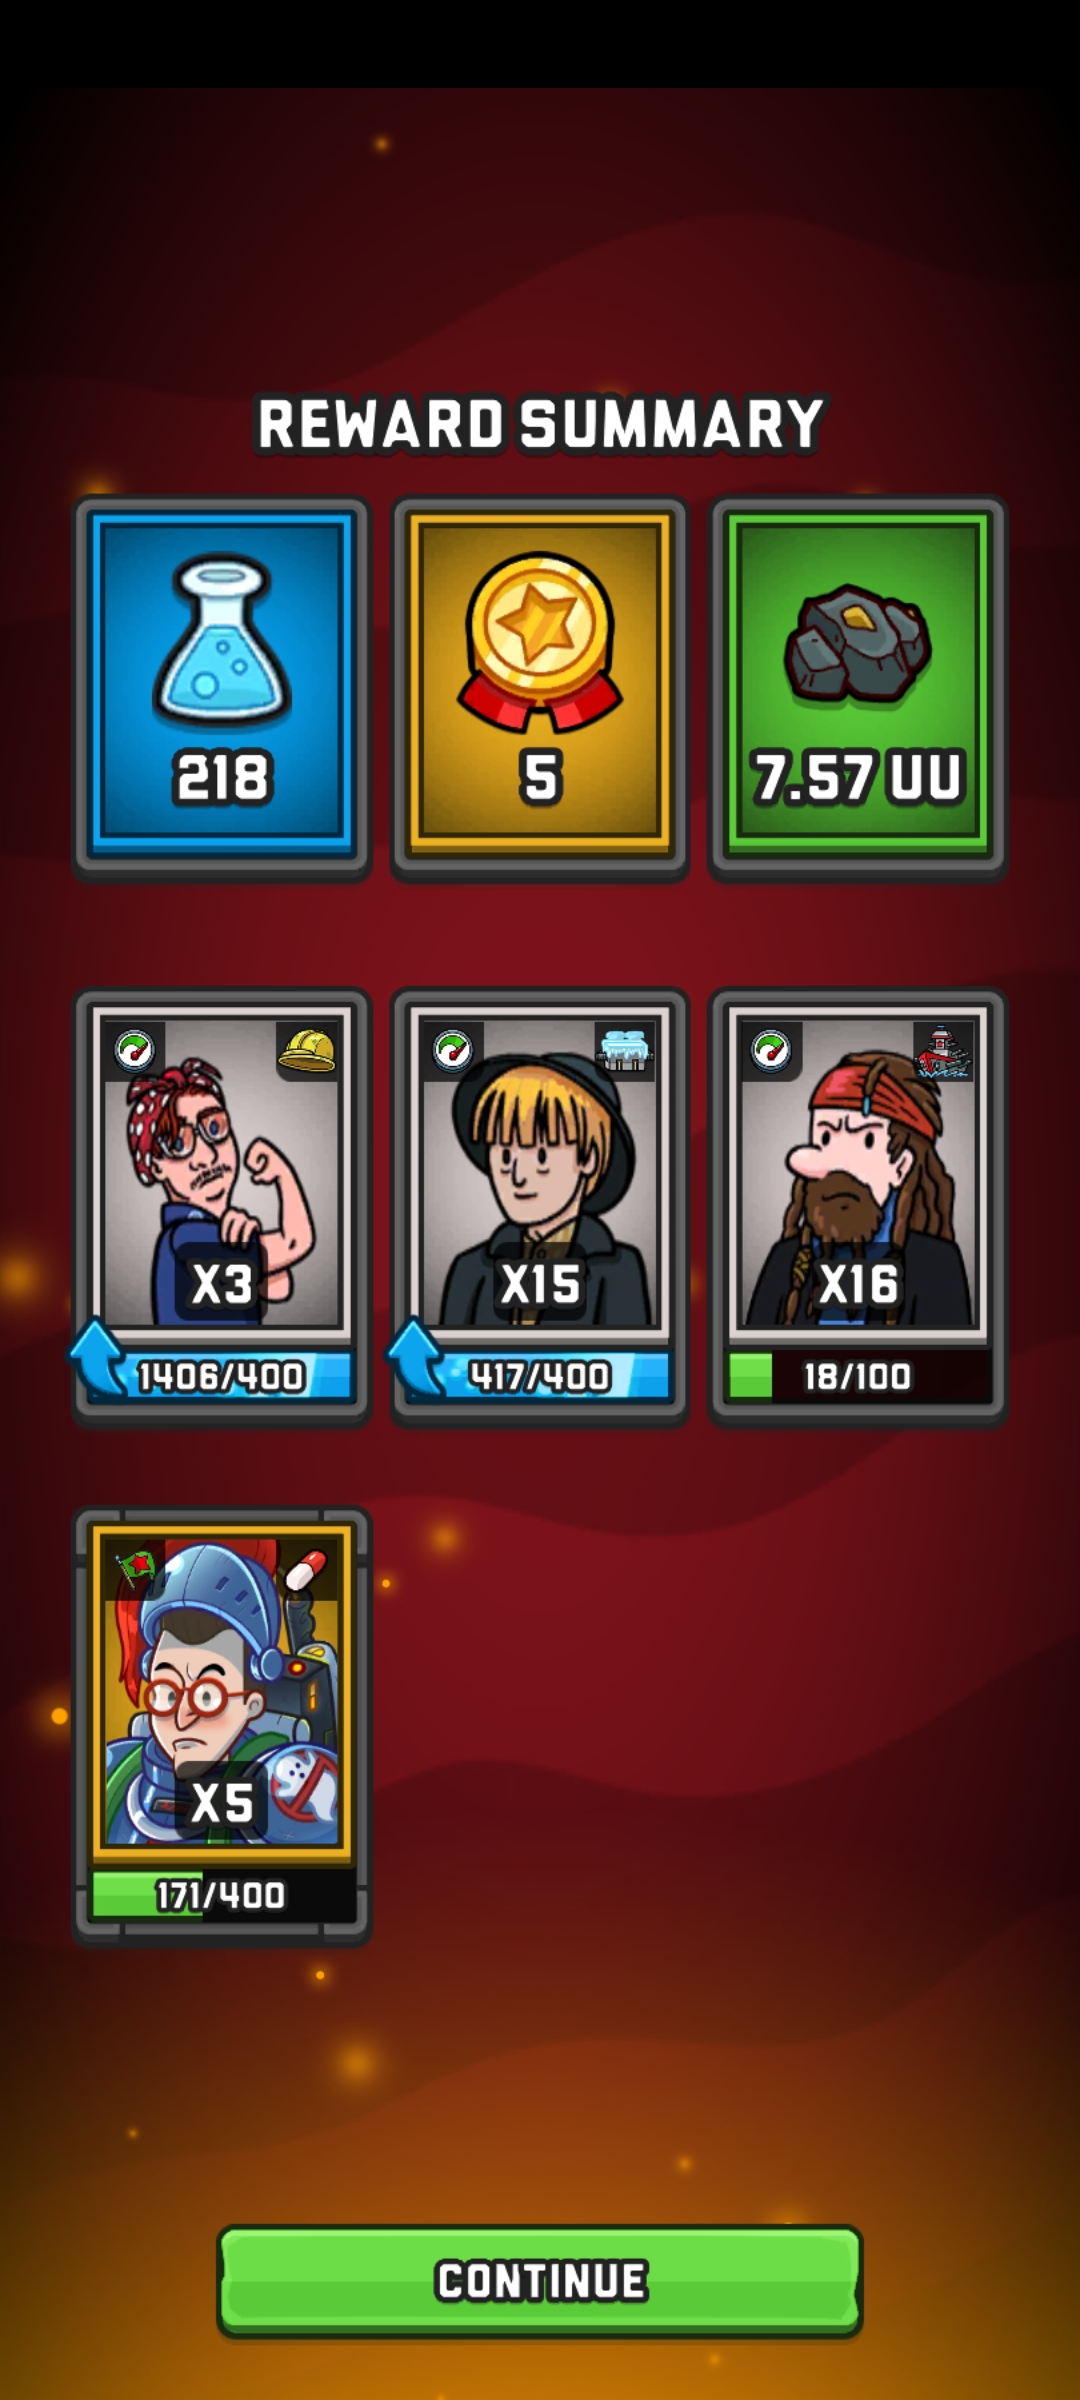 REWARD SUMMARY
218
5
7.57 UU
X3
X15
X16
1406/400
417/400
18/100
X5
171/400
CONTINUE